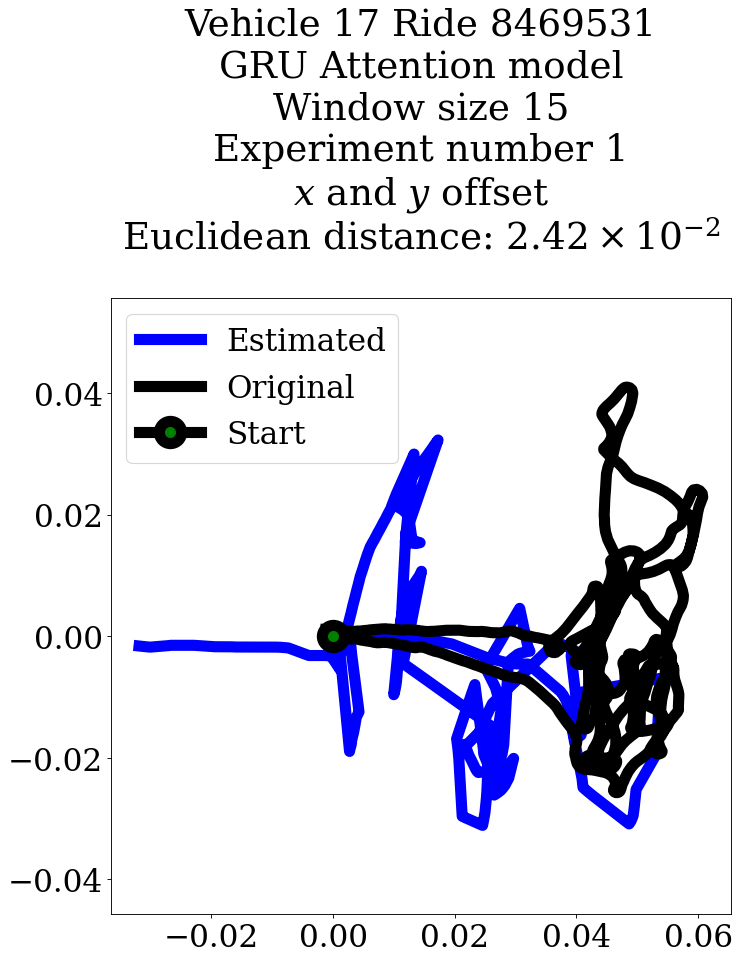 Vehicle 17 Ride 8469531
GRU Attention model
Window size 15
Experiment number 1
x and y offset
Euclidean distance: 2.42 × 10⁻²
Estimated
Original
Start
0.04
0.02
0.00
−0.02
−0.04
−0.02 0.00 0.02 0.04 0.06